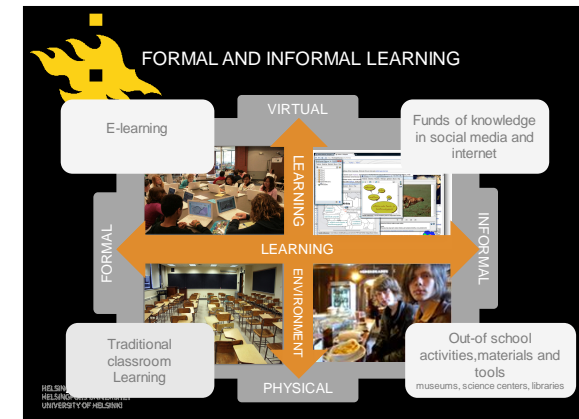 FORMAL AND INFORMAL LEARNING
VIRTUAL
E-learning
Funds of knowledge
in social media and
internet
LEARNING
FORMAL
LEARNING
INFORMAL
ENVIRONMENT
Traditional
classroom
Learning
Out-of school
activities,materials and
tools
museums, science centers, libraries
PHYSICAL
UNIVERSITY OF HELSINKI